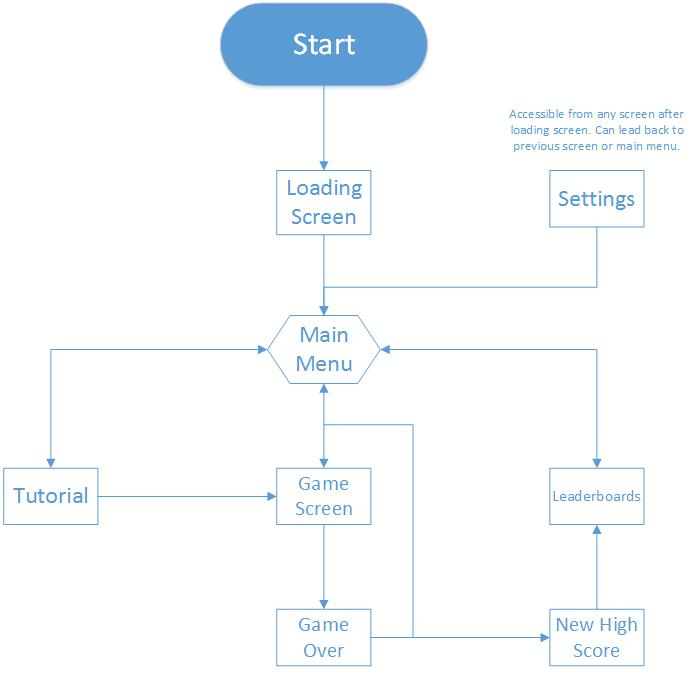 Start
Accessible from any screen after
loading screen. Can lead back to
previous screen or main menu.
Loading
Screen
Settings
Main
Menu
Tutorial
Game
Screen
Leaderboards
Game
Over
New High
Score